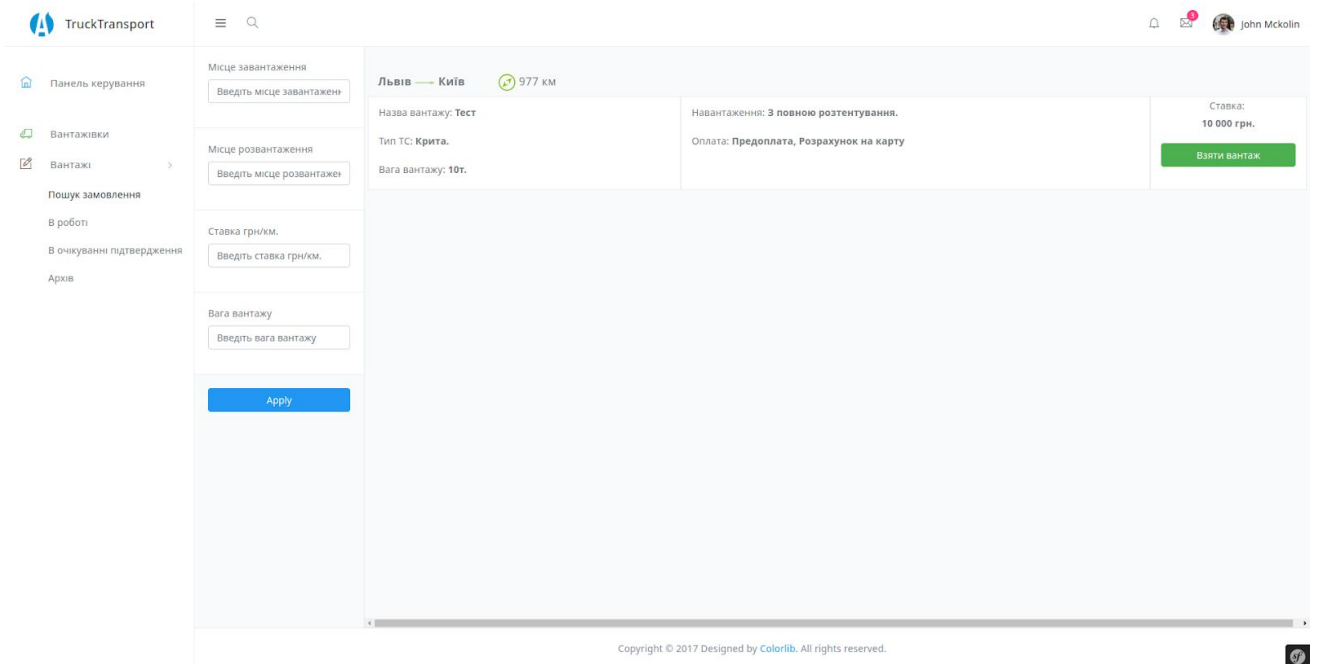 TruckTransport
3
John Mckolin
Панель керування
Вантажівки
Вантажі
Пошук замовлення
В роботі
В очікуванні підтвердження
Архів
Місце завантаження
Введіть місце завантажен
Місце розвантаження
Введіть місце розвантажен
Ставка грн/км.
Введіть ставка грн/км.
Вага вантажу
Введіть вага вантажу
Apply
Львів Київ 977 км
Назва вантажу: Тест
Тип ТС: Крита.
Вага вантажу: 10т.
Навантаження: З повною розтентування.
Оплата: Предоплата, Розрахунок на карту
Ставка:
10 000 грн.
Взяти вантаж
Copyright © 2017 Designed by Colorlib. All rights reserved.
sf